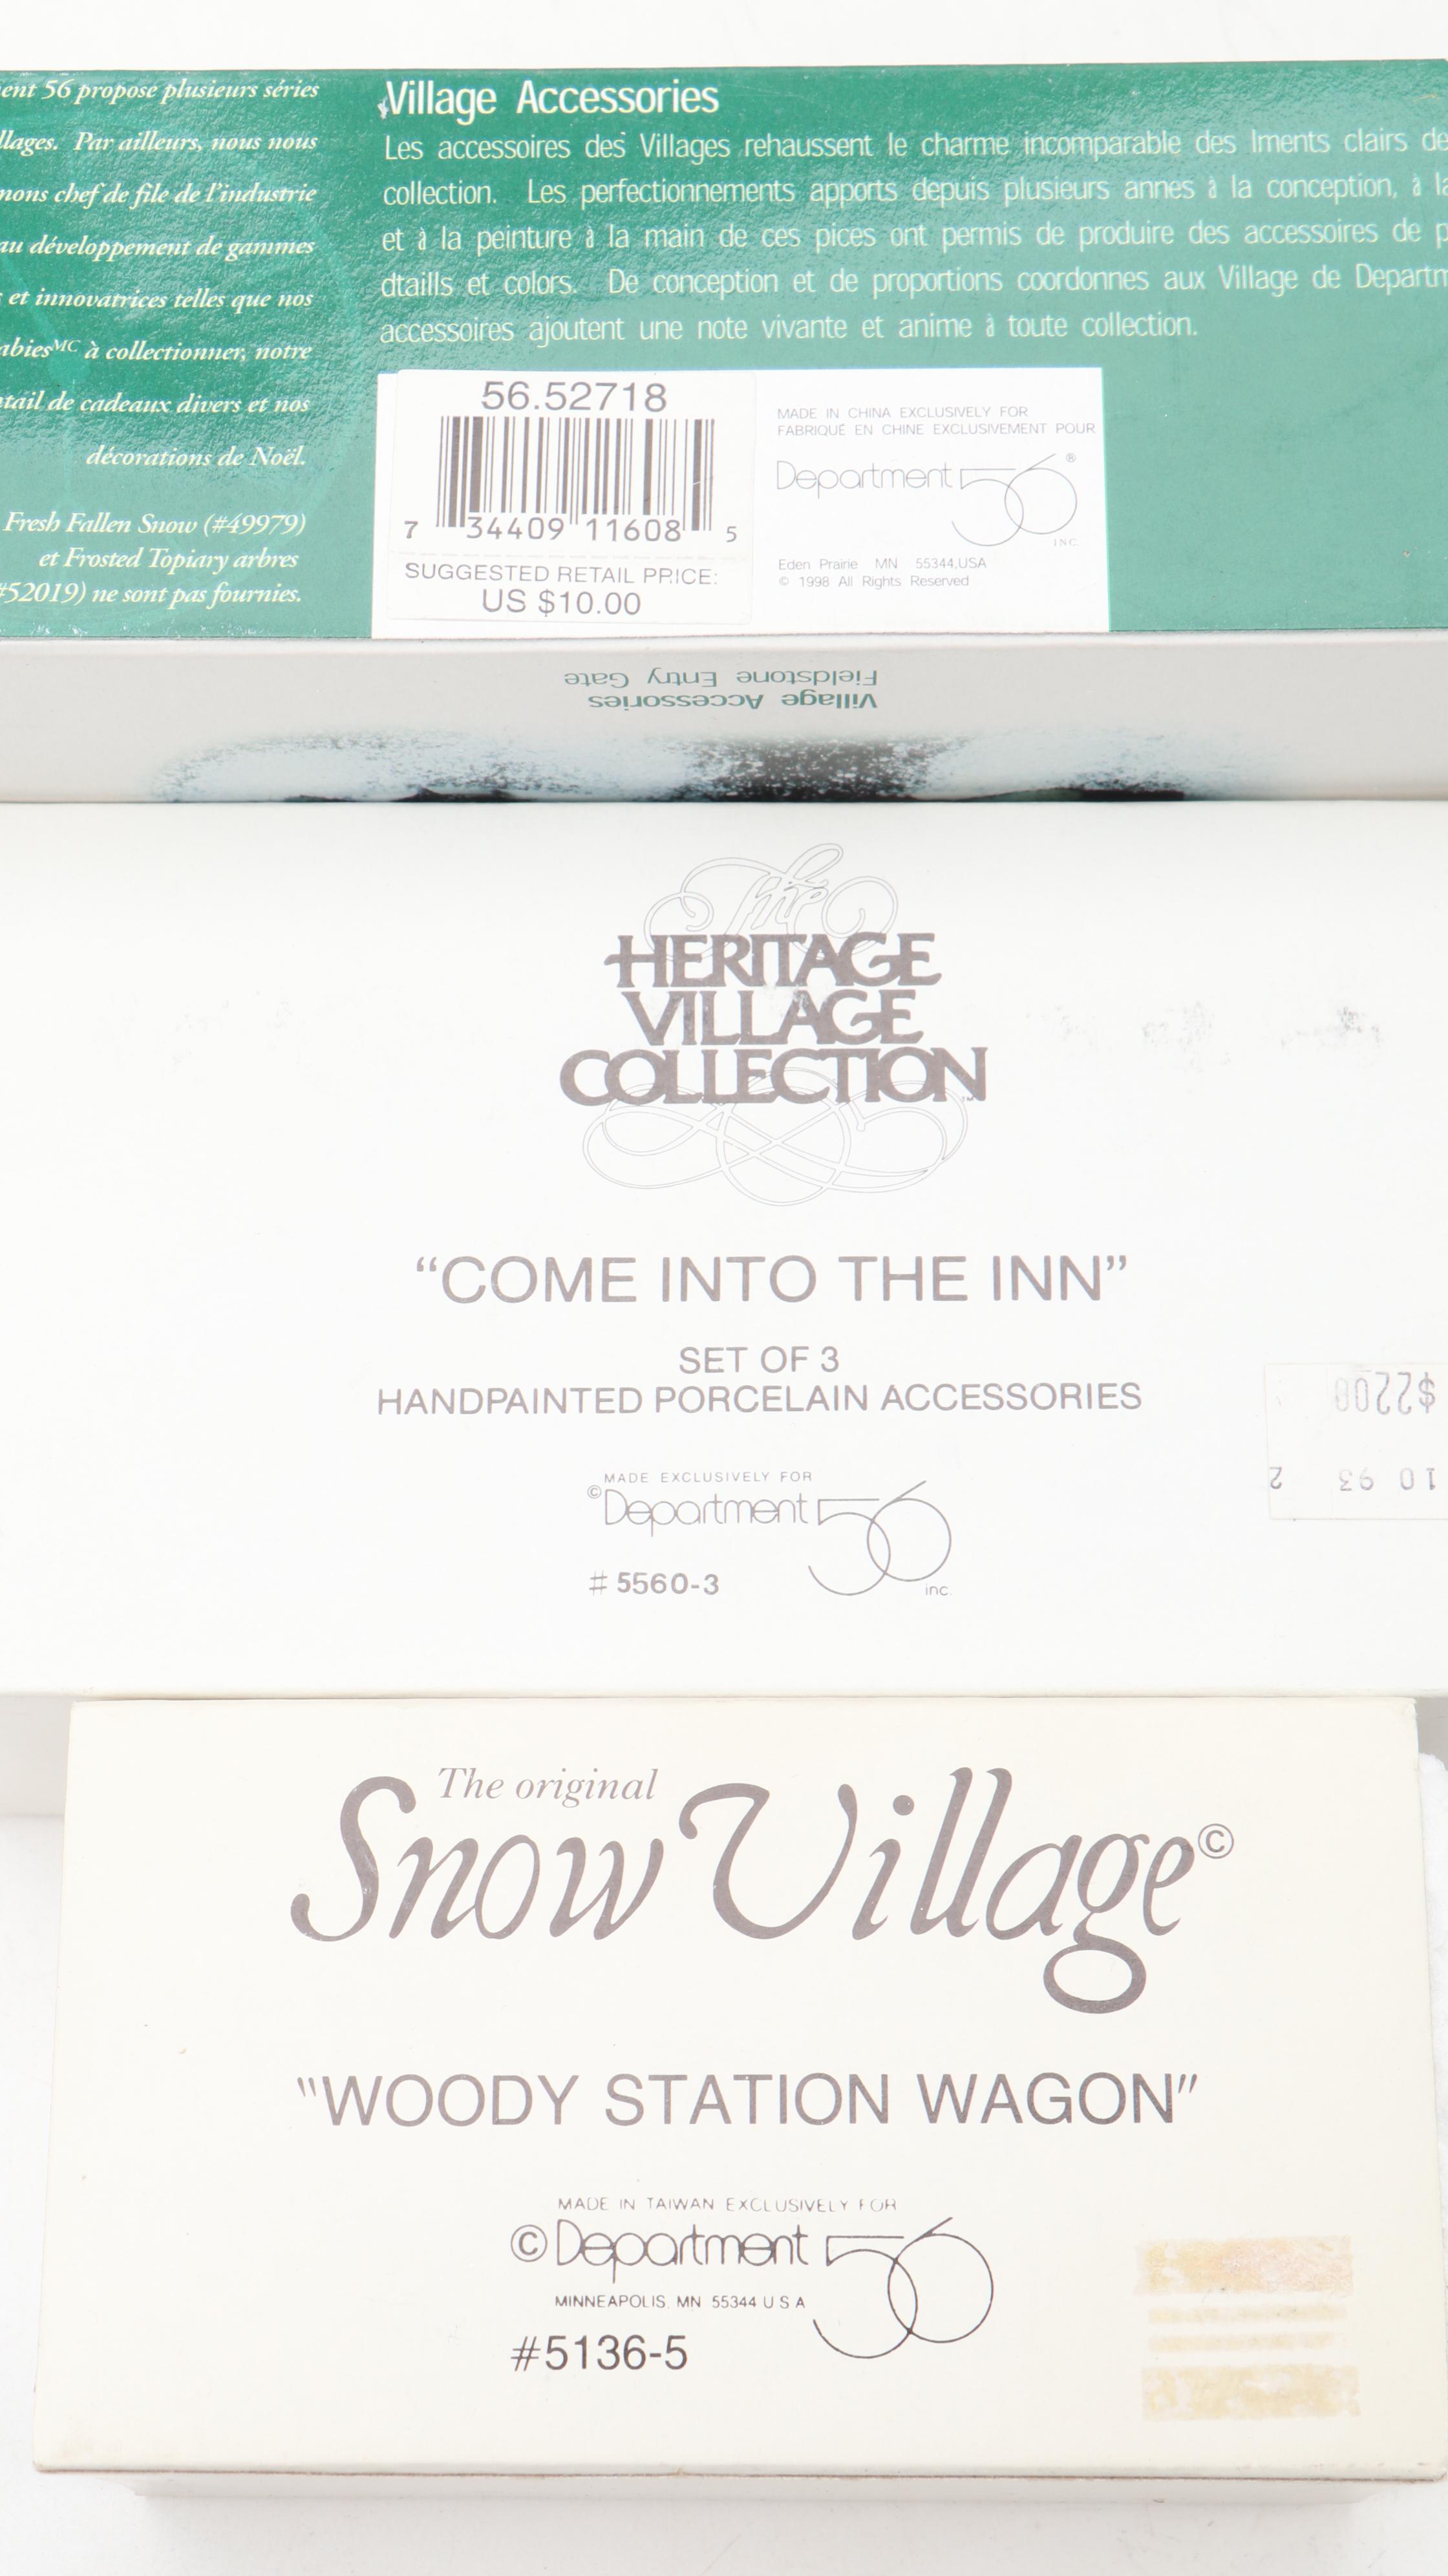 ent 56 propose plusieurs séries
llages. Par ailleurs, nous nous
nons chef de file de l'industrie
au développement de gammes
et innovatrices telles que nos
abiesMC à collectionner, notre
tail de cadeaux divers et nos
décorations de Noël.
Fresh Fallen Snow (#49979)
et Frosted Topiary arbres
#52019) ne sont pas fournies.
Village Accessories
Les accessoires des Villages rehaussent le charme incomparable des lments clairs de
collection. Les perfectionnements apports depuis plusieurs annes à la conception, à la
et à la peinture à la main de ces pices ont permis de produire des accessoires de p
dtaills et colors. De conception et de proportions coordonnes aux Village de Departm
accessoires ajoutent une note vivante et anime à toute collection.
56.52718
7 34409 11608 5
SUGGESTED RETAIL PRICE:
US $10.00
MADE IN CHINA EXCLUSIVELY FOR
FABRIQUÉ EN CHINE EXCLUSIVEMENT POUR
Department 56 ®
INC.
Eden Prairie MN 55344,USA
© 1998 All Rights Reserved
Village Accessories
Fieldstone Entry Gate
The
HERITAGE
VILLAGE
COLLECTION™
“COME INTO THE INN”
SET OF 3
HANDPAINTED PORCELAIN ACCESSORIES
MADE EXCLUSIVELY FOR
©Department 56
inc.
# 5560-3
10 93 2
$2200
The original
Snow Village©
"WOODY STATION WAGON"
MADE IN TAIWAN EXCLUSIVELY FOR
©Department 56
MINNEAPOLIS, MN 55344 U S A
#5136-5